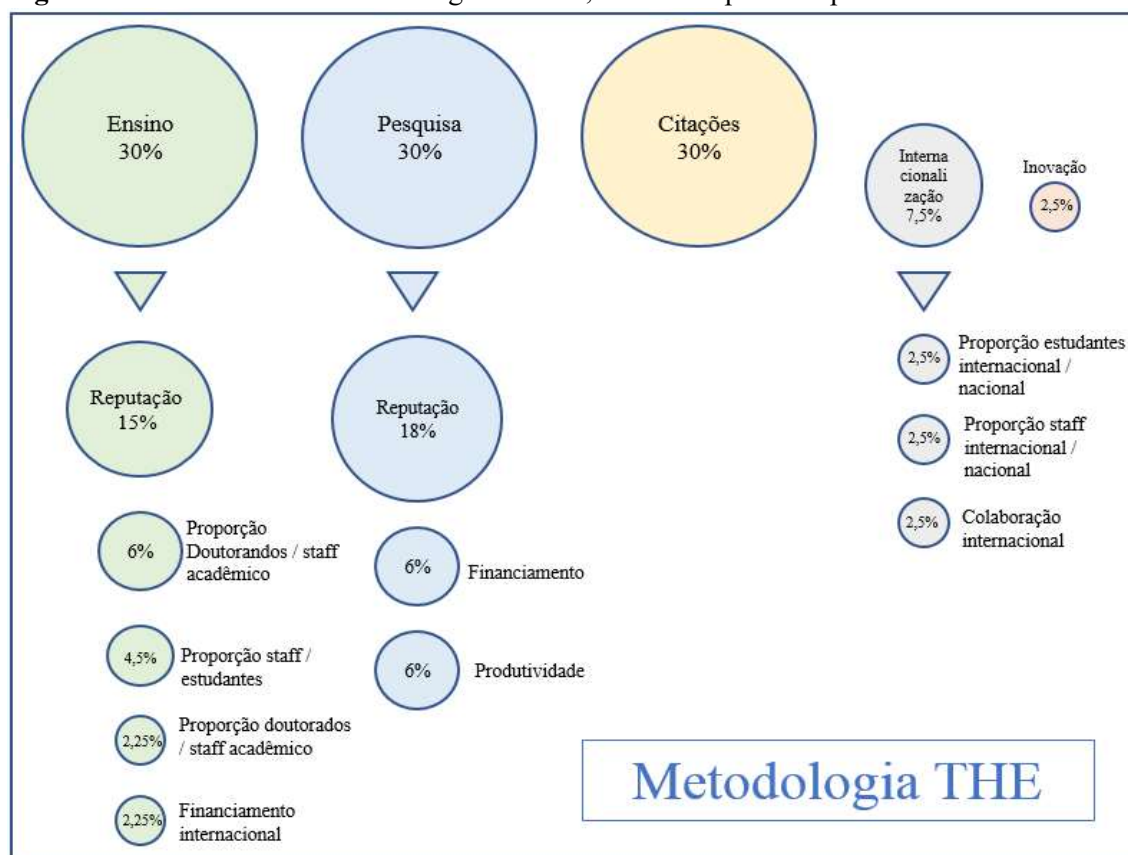 Ensino
30%
Pesquisa
30%
Citações
30%
Interna
cionali
zação
7,5%
Inovação
2,5%
Reputação
15%
Reputação
18%
2,5%
Proporção estudantes
internacional /
nacional
2,5%
Proporção staff
internacional /
nacional
2,5%
Colaboração
internacional
6%
Proporção
Doutorandos / staff
acadêmico
6%
Financiamento
4,5%
Proporção staff /
estudantes
6%
Produtividade
2,25%
Proporção doutorados
/ staff acadêmico
2,25%
Financiamento
internacional
Metodologia THE